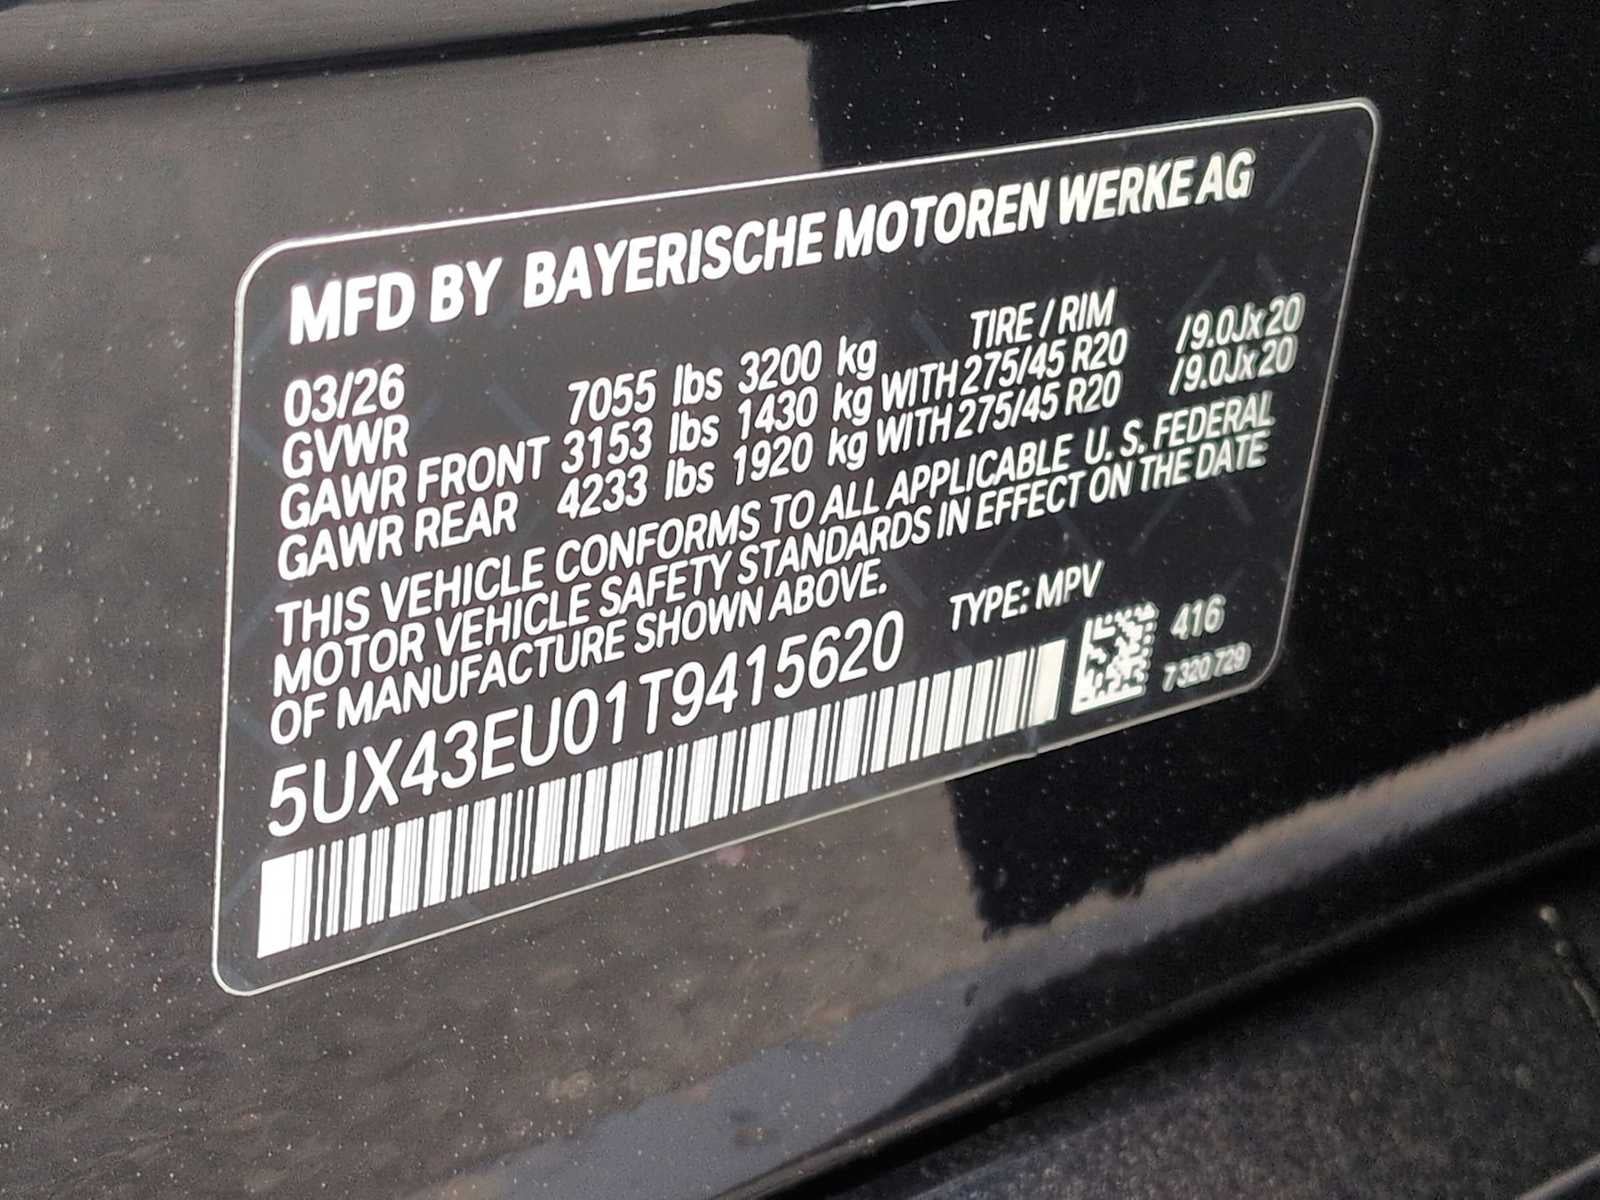 MFD BY BAYERISCHE MOTOREN WERKE AG
03/26 TIRE / RIM
GVWR 7055 lbs 3200 kg
GAWR FRONT 3153 lbs 1430 kg WITH 275/45 R20 /9.0Jx20
GAWR REAR 4233 lbs 1920 kg WITH 275/45 R20 /9.0Jx20
THIS VEHICLE CONFORMS TO ALL APPLICABLE U. S. FEDERAL
MOTOR VEHICLE SAFETY STANDARDS IN EFFECT ON THE DATE
OF MANUFACTURE SHOWN ABOVE.
5UX43EU01T9415620 TYPE: MPV
416
7 320 729